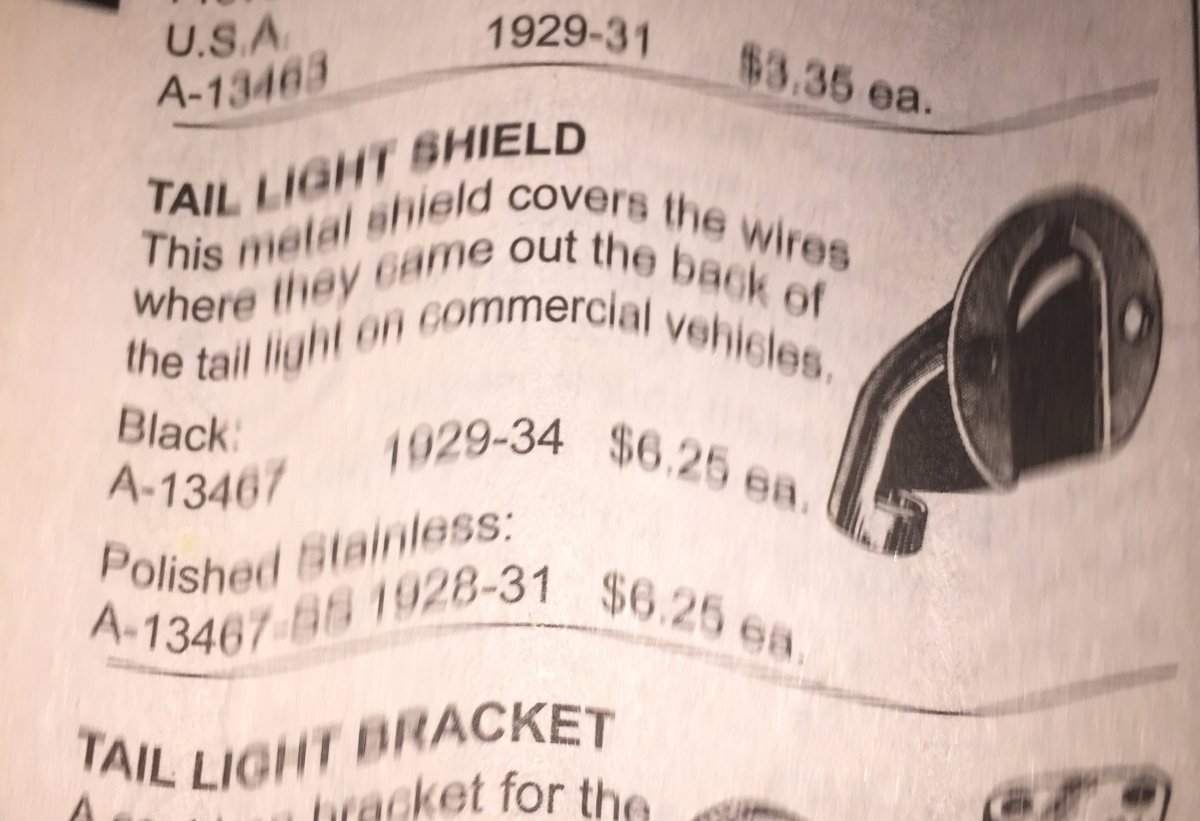 U.S.A. 1929-31 $3.35 ea.
A-13463
TAIL LIGHT SHIELD
This metal shield covers the wires
where they came out the back of
the tail light on commercial vehicles.
Black:
A-13467 1929-34 $6.25 ea.
Polished Stainless:
A-13467-SS 1928-31 $6.25 ea.
TAIL LIGHT BRACKET
A bracket for the